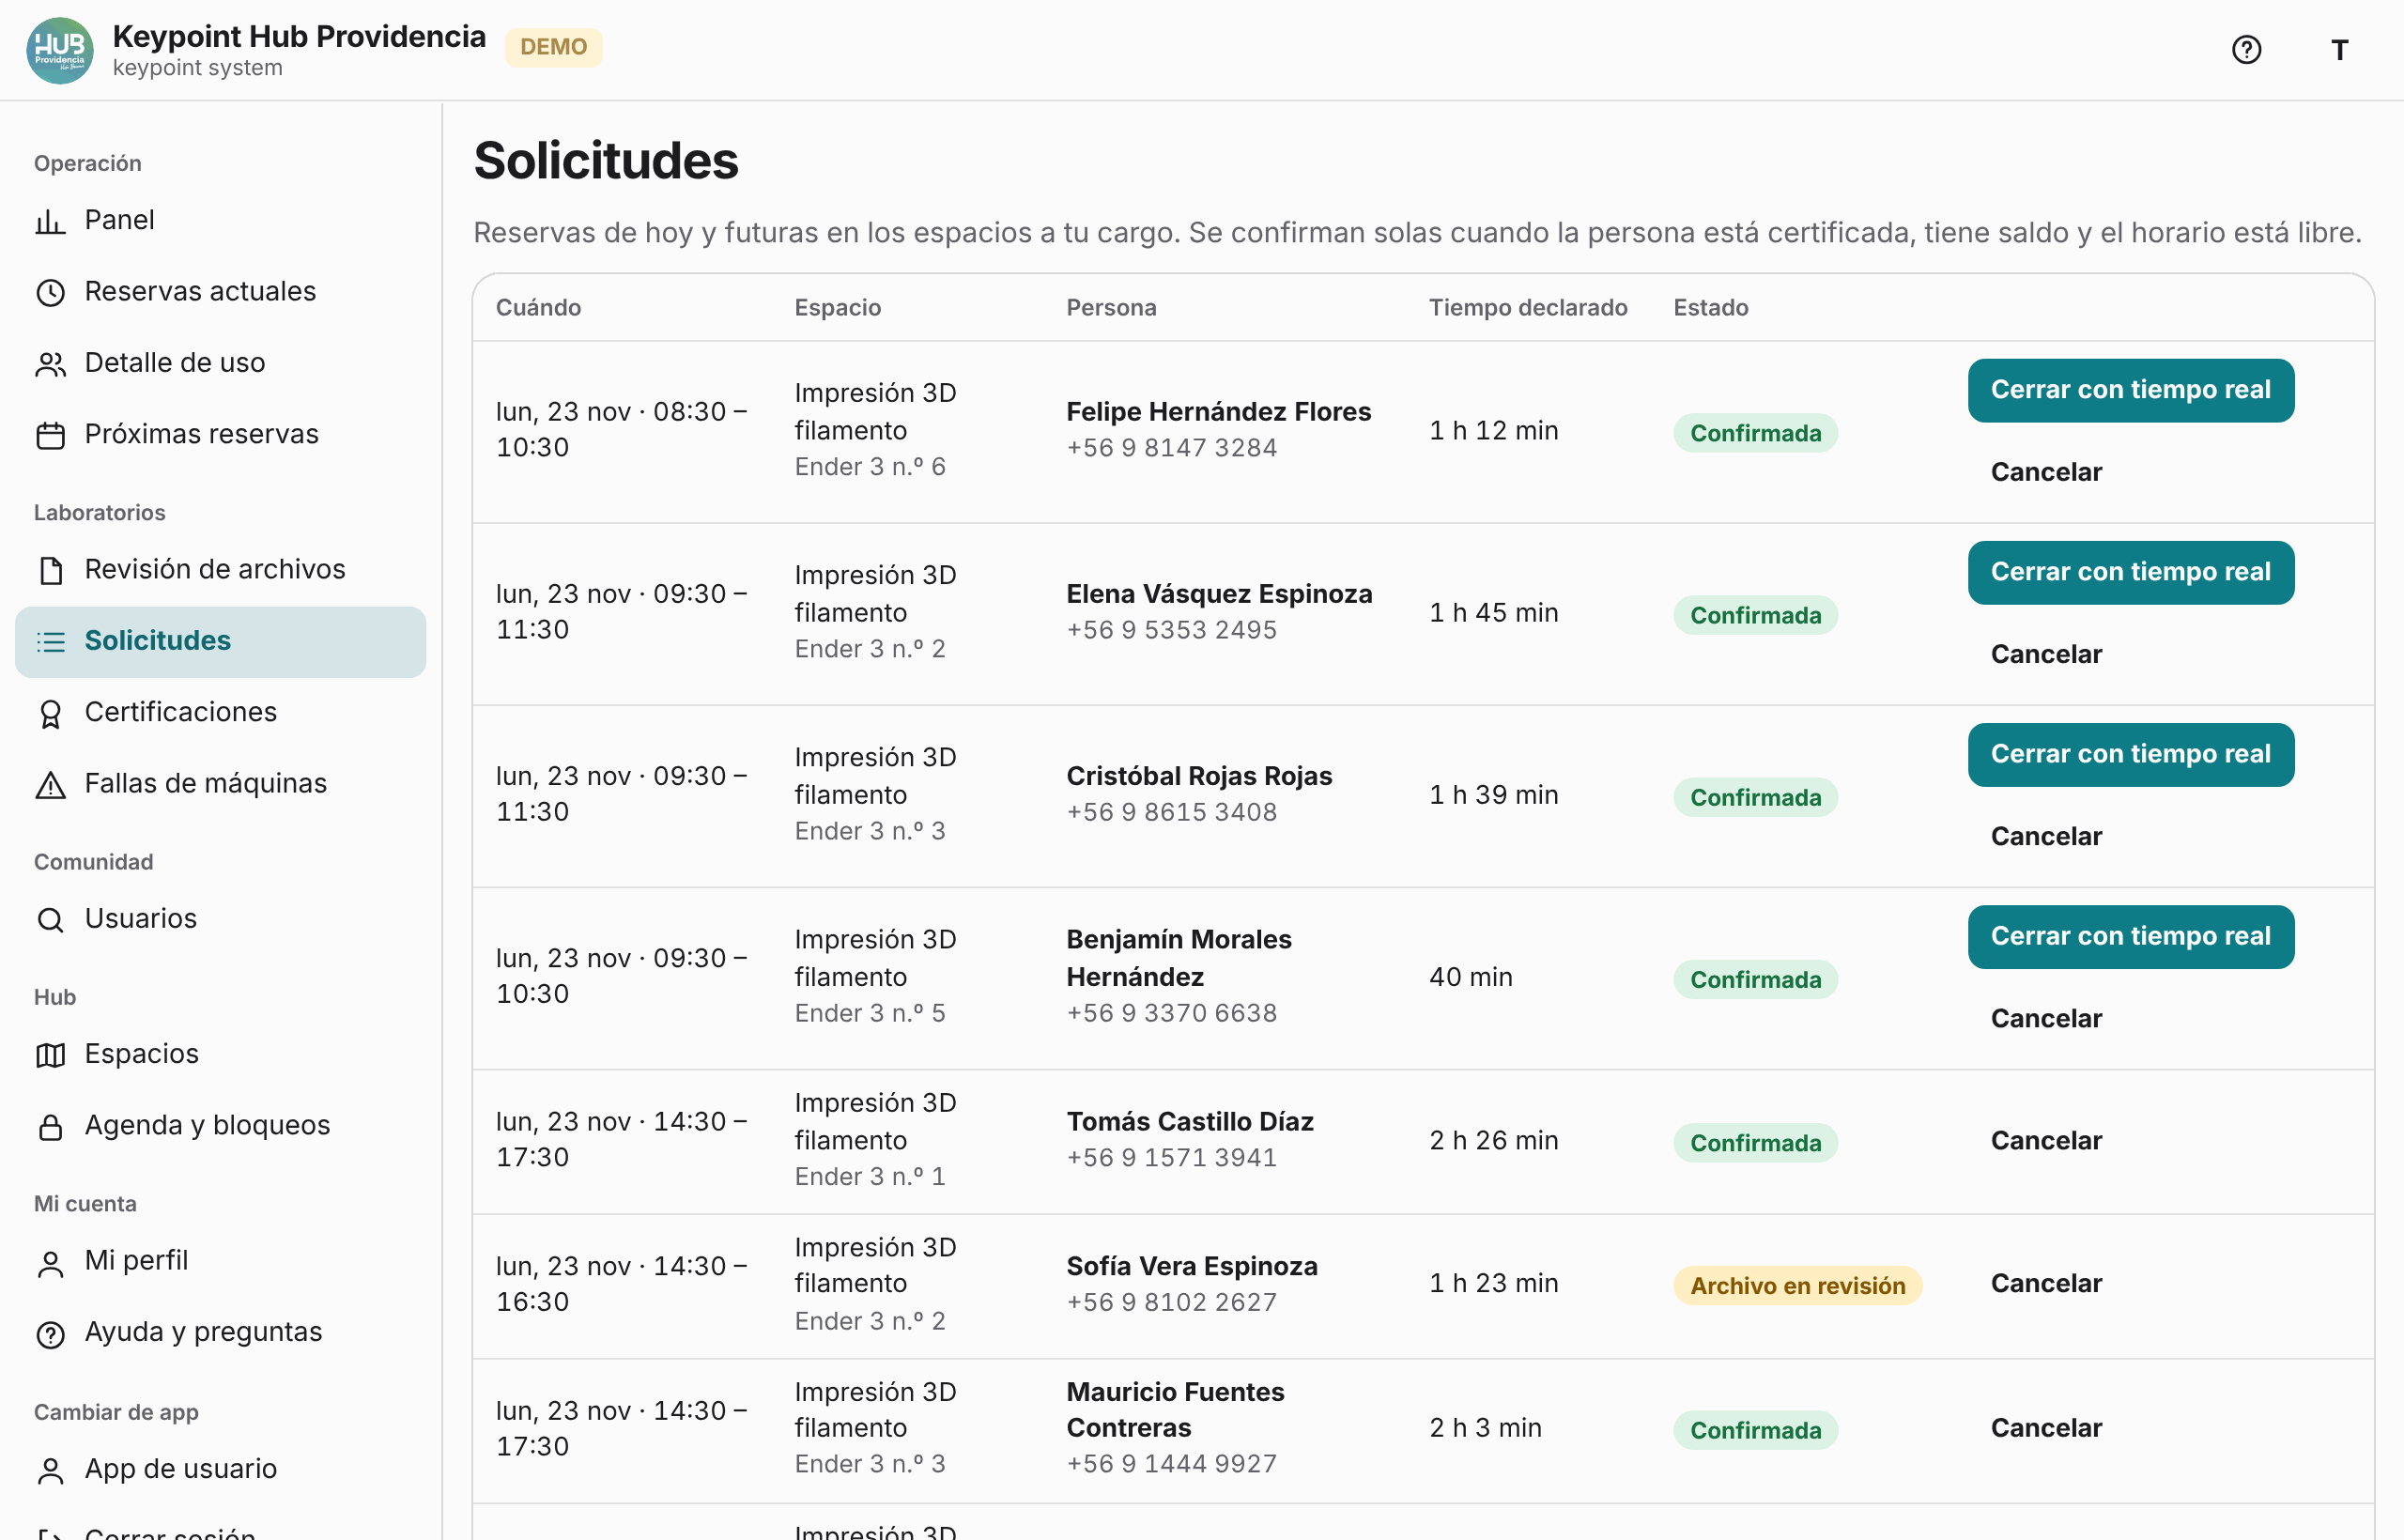 HUB
Providencia
Keypoint Hub Providencia
DEMO
keypoint system
T
Operación
Panel
Reservas actuales
Detalle de uso
Próximas reservas
Laboratorios
Revisión de archivos
Solicitudes
Certificaciones
Fallas de máquinas
Comunidad
Usuarios
Hub
Espacios
Agenda y bloqueos
Mi cuenta
Mi perfil
Ayuda y preguntas
Cambiar de app
App de usuario
Cerrar sesión
Solicitudes
Reservas de hoy y futuras en los espacios a tu cargo. Se confirman solas cuando la persona está certificada, tiene saldo y el horario está libre.
Cuándo Espacio Persona Tiempo declarado Estado
lun, 23 nov · 08:30 –
10:30
Impresión 3D
filamento
Ender 3 n.º 6
Felipe Hernández Flores
+56 9 8147 3284
1 h 12 min
Confirmada
Cerrar con tiempo real
Cancelar
lun, 23 nov · 09:30 –
11:30
Impresión 3D
filamento
Ender 3 n.º 2
Elena Vásquez Espinoza
+56 9 5353 2495
1 h 45 min
Confirmada
Cerrar con tiempo real
Cancelar
lun, 23 nov · 09:30 –
11:30
Impresión 3D
filamento
Ender 3 n.º 3
Cristóbal Rojas Rojas
+56 9 8615 3408
1 h 39 min
Confirmada
Cerrar con tiempo real
Cancelar
lun, 23 nov · 09:30 –
10:30
Impresión 3D
filamento
Ender 3 n.º 5
Benjamín Morales
Hernández
+56 9 3370 6638
40 min
Confirmada
Cerrar con tiempo real
Cancelar
lun, 23 nov · 14:30 –
17:30
Impresión 3D
filamento
Ender 3 n.º 1
Tomás Castillo Díaz
+56 9 1571 3941
2 h 26 min
Confirmada
Cancelar
lun, 23 nov · 14:30 –
16:30
Impresión 3D
filamento
Ender 3 n.º 2
Sofía Vera Espinoza
+56 9 8102 2627
1 h 23 min
Archivo en revisión
Cancelar
lun, 23 nov · 14:30 –
17:30
Impresión 3D
filamento
Ender 3 n.º 3
Mauricio Fuentes
Contreras
+56 9 1444 9927
2 h 3 min
Confirmada
Cancelar
Impresión 3D